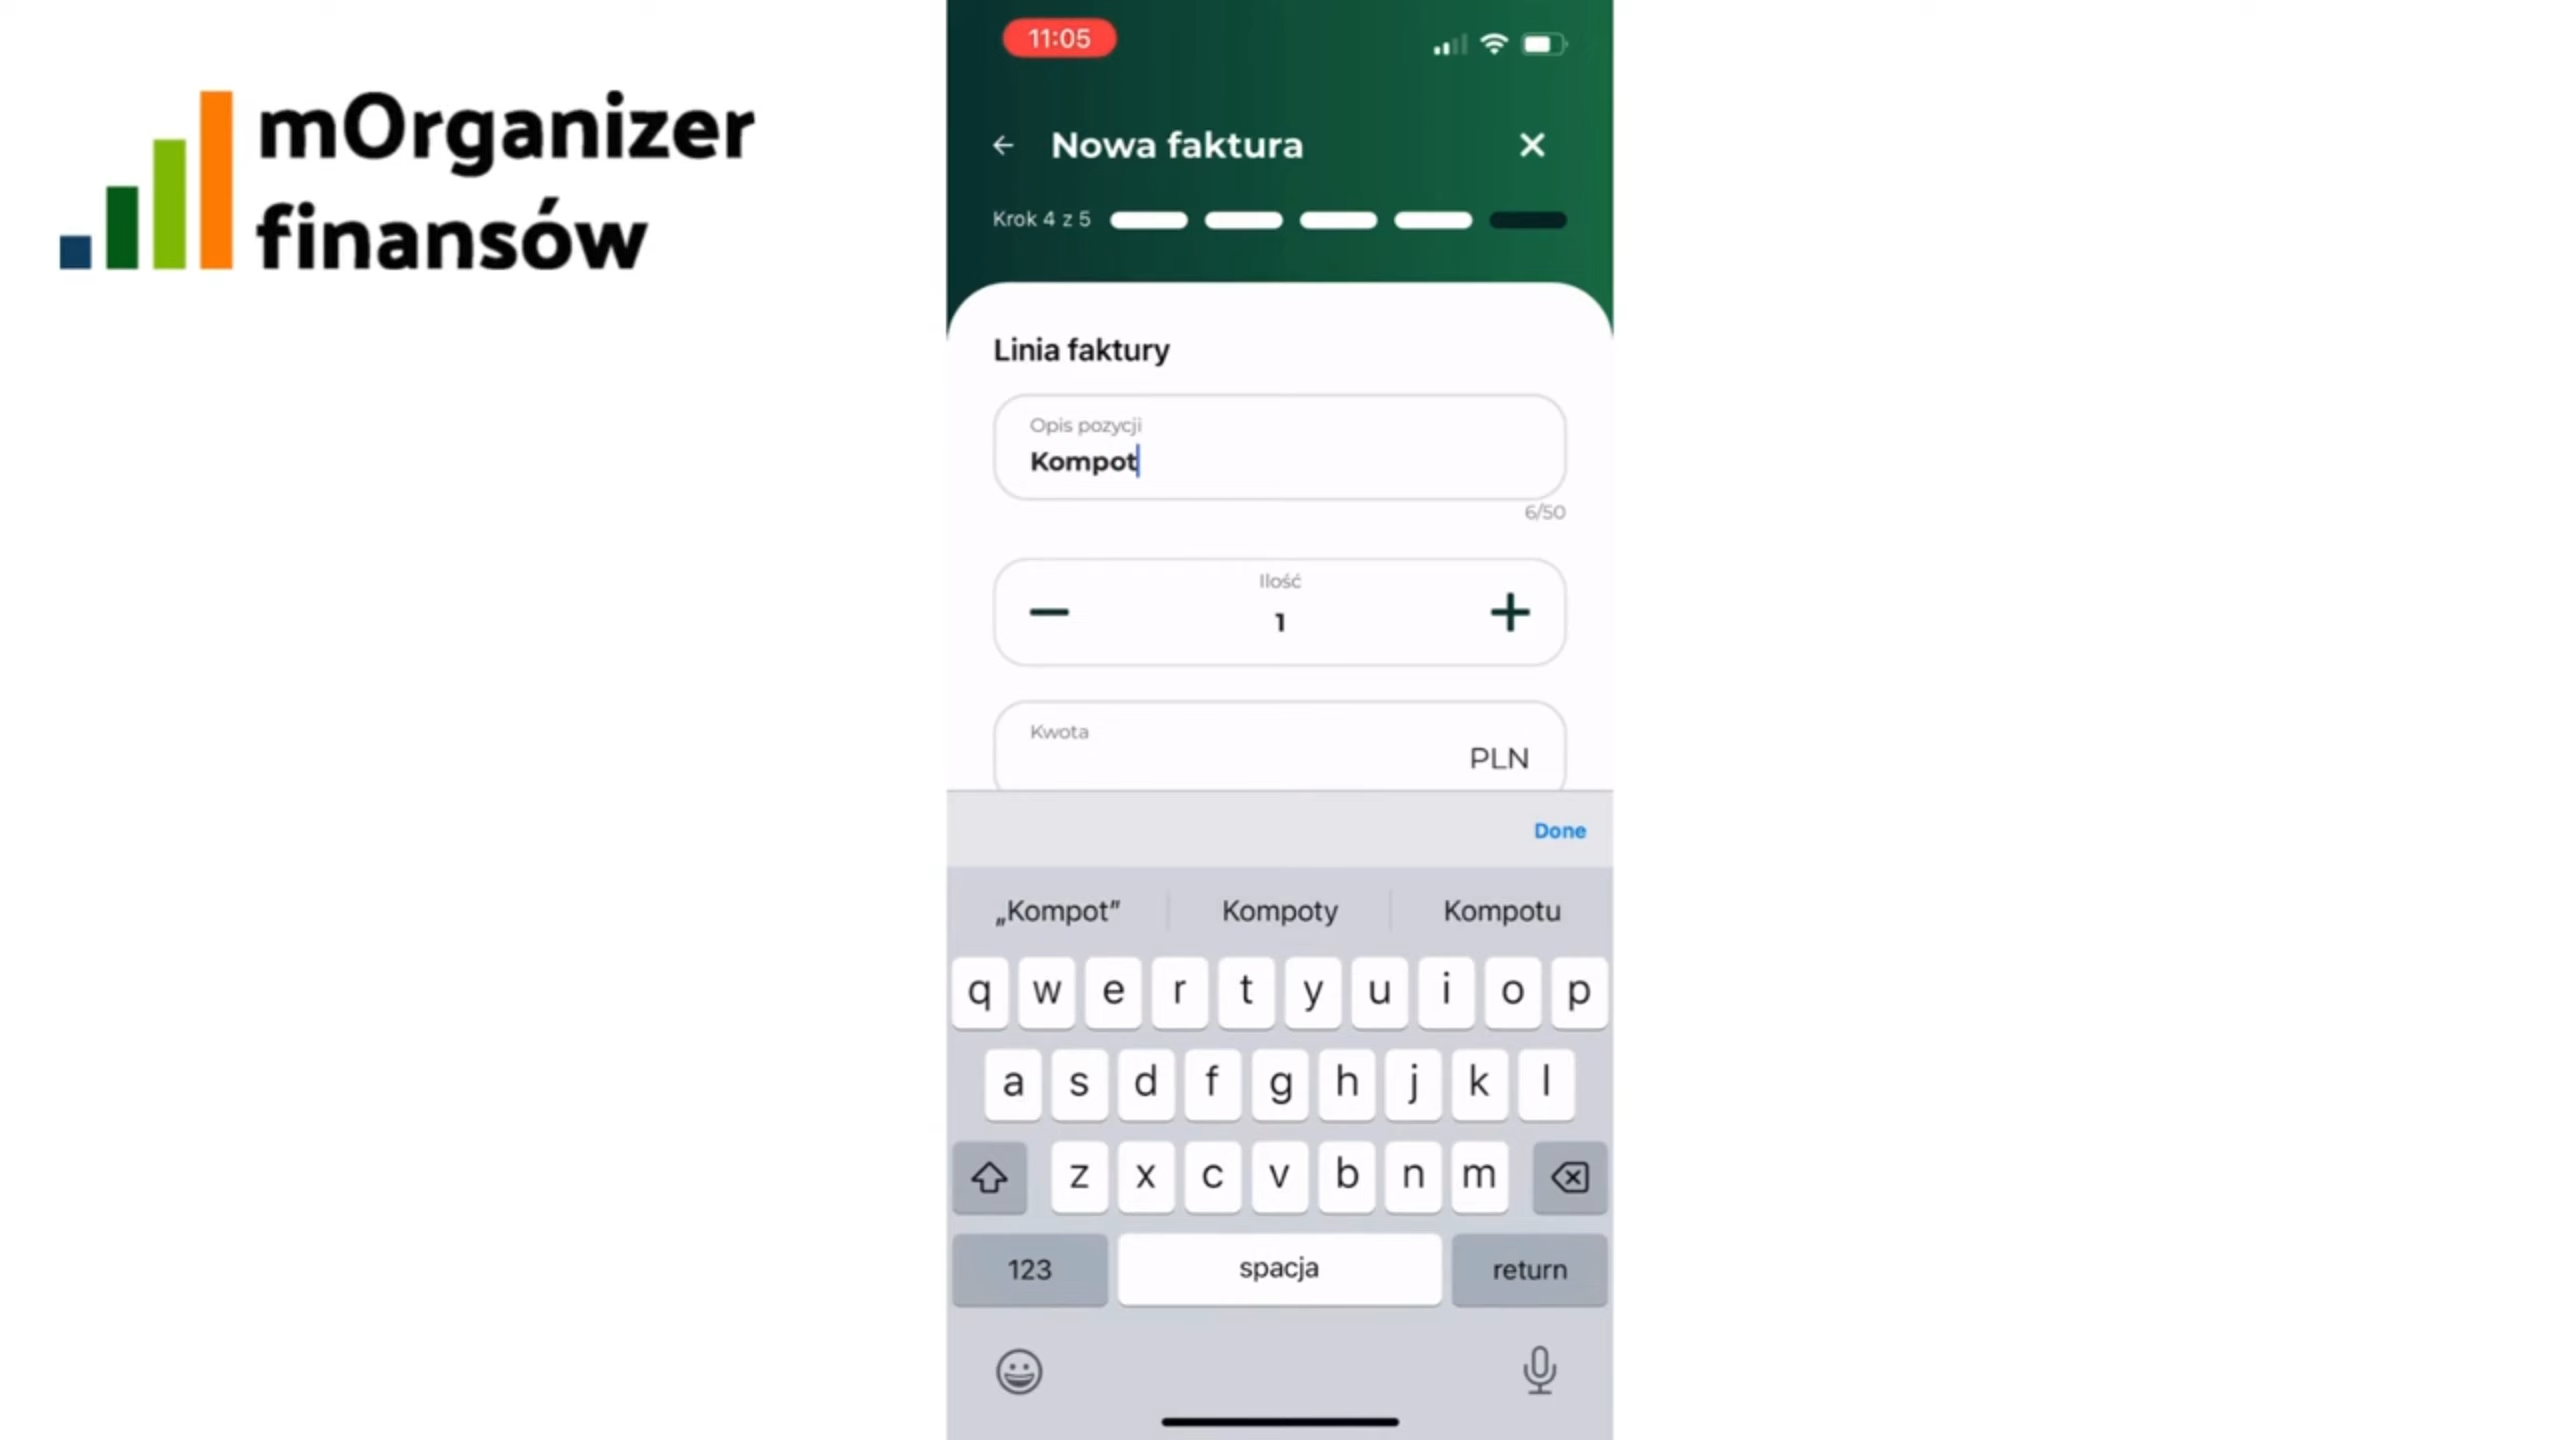 mOrganizer
finansów
11:05
Nowa faktura
Krok 4 z 5
Linia faktury
Opis pozycji
Kompot
6/50
Ilość
1
Kwota
PLN
Done
„Kompot” Kompoty Kompotu
q w e r t y u i o p
a s d f g h j k l
z x c v b n m
123 spacja return